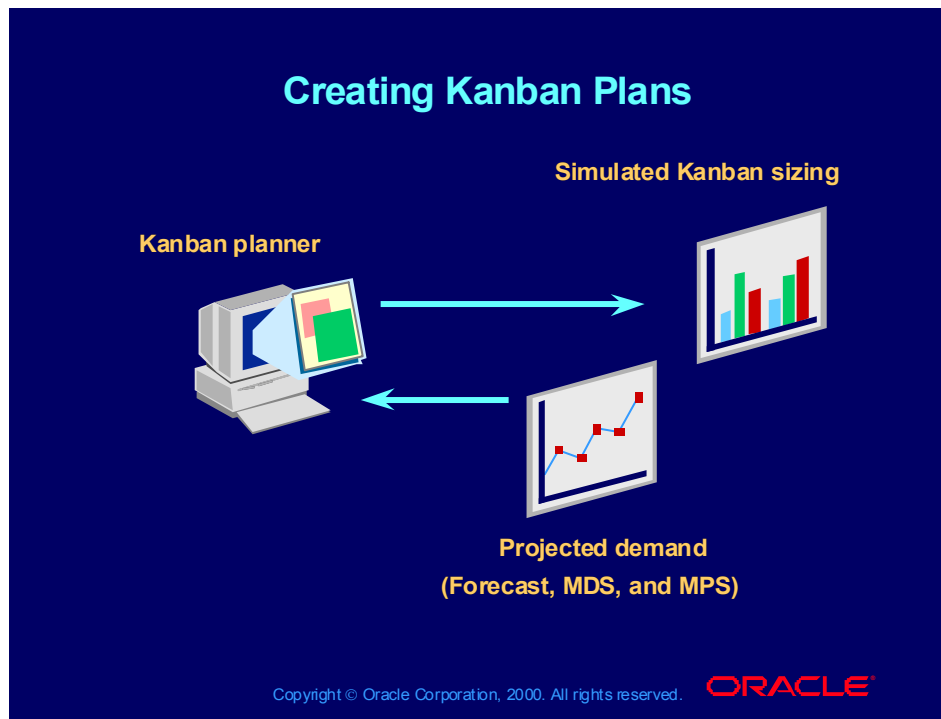 Creating Kanban Plans
Simulated Kanban sizing
Kanban planner
Projected demand
(Forecast, MDS, and MPS)
Copyright © Oracle Corporation, 2000. All rights reserved.
ORACLE®